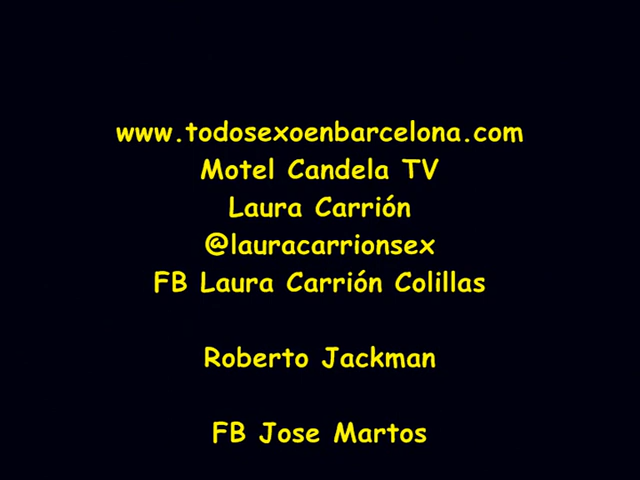 www.todosexoenbarcelona.com
Motel Candela TV
Laura Carrión
@lauracarrionsex
FB Laura Carrión Colillas
Roberto Jackman
FB Jose Martos